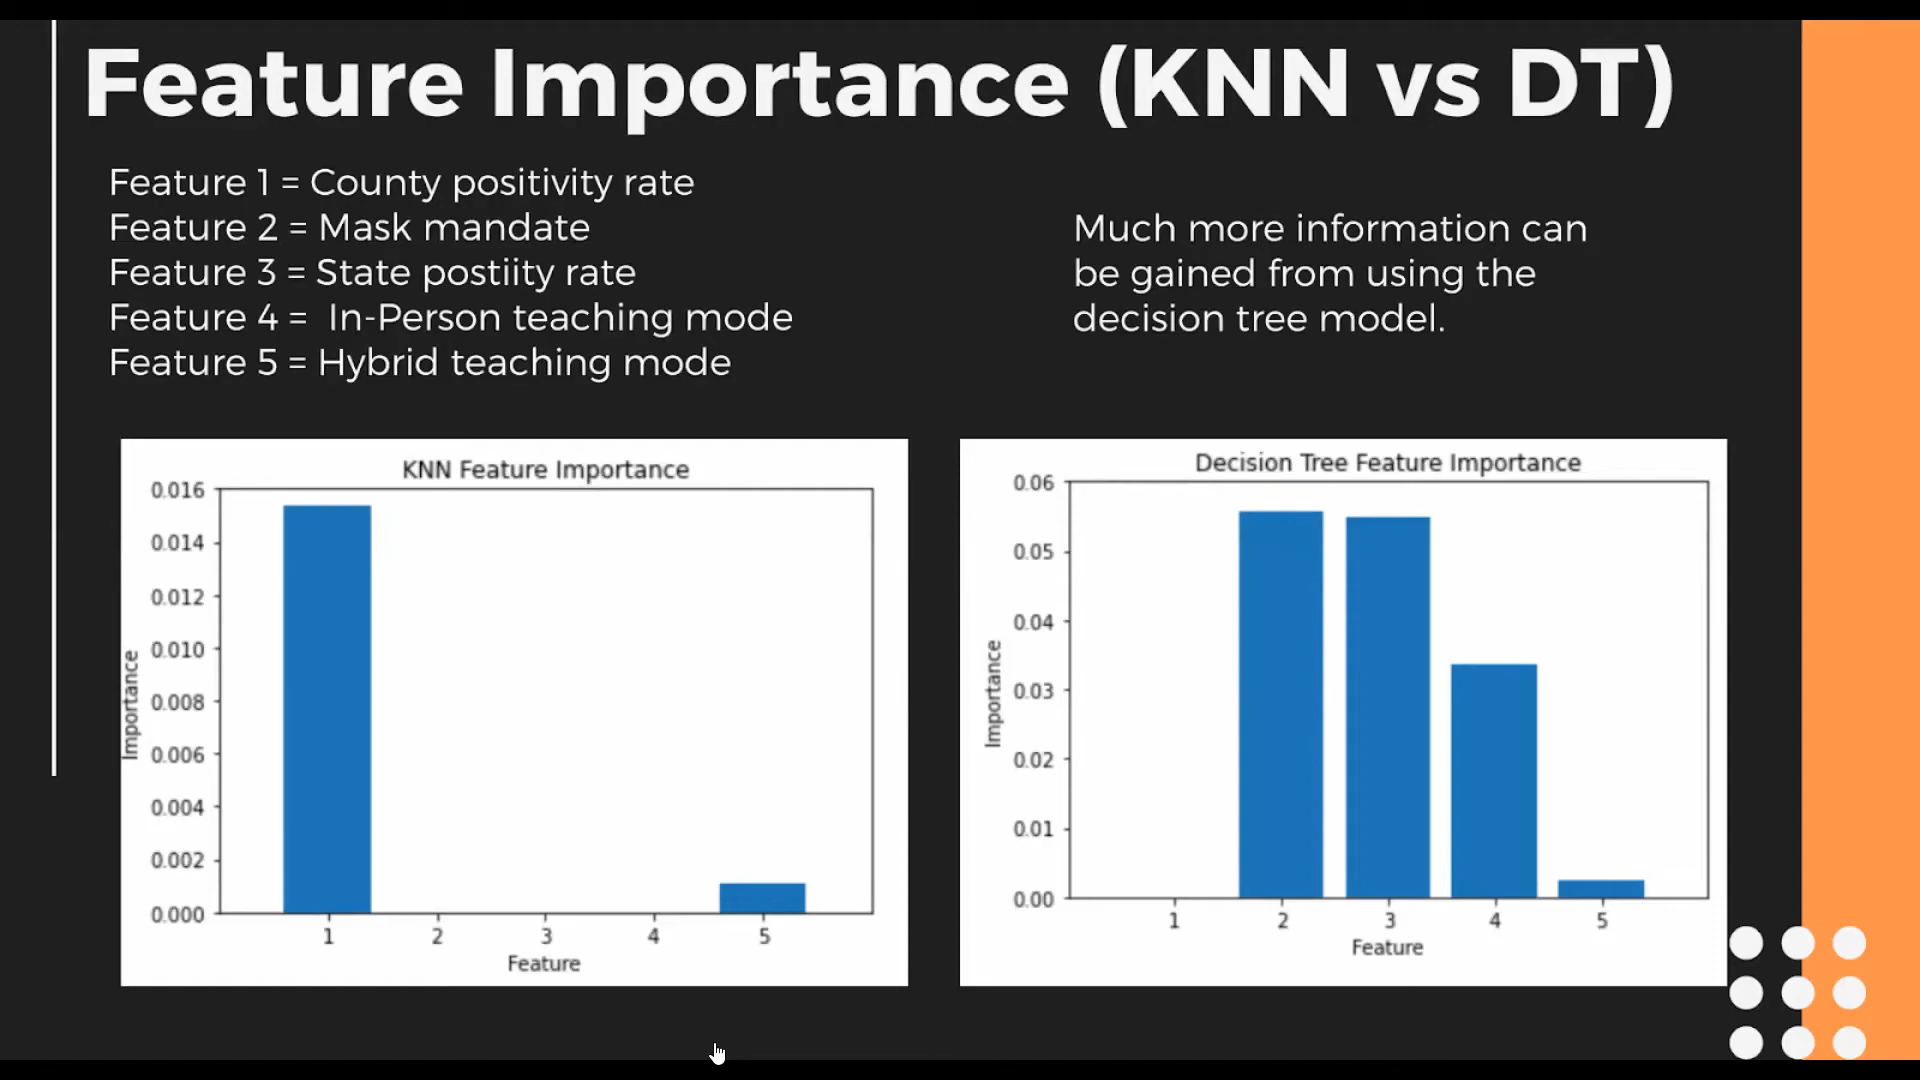 Feature Importance (KNN vs DT)
Feature 1 = County positivity rate
Feature 2 = Mask mandate
Feature 3 = State postiity rate
Feature 4 =  In-Person teaching mode
Feature 5 = Hybrid teaching mode
Much more information can
be gained from using the
decision tree model.
KNN Feature Importance
0.016
0.014
0.012
0.010
0.008
0.006
0.004
0.002
0.000
Importance
1 2 3 4 5
Feature
Decision Tree Feature Importance
0.06
0.05
0.04
0.03
0.02
0.01
0.00
Importance
1 2 3 4 5
Feature